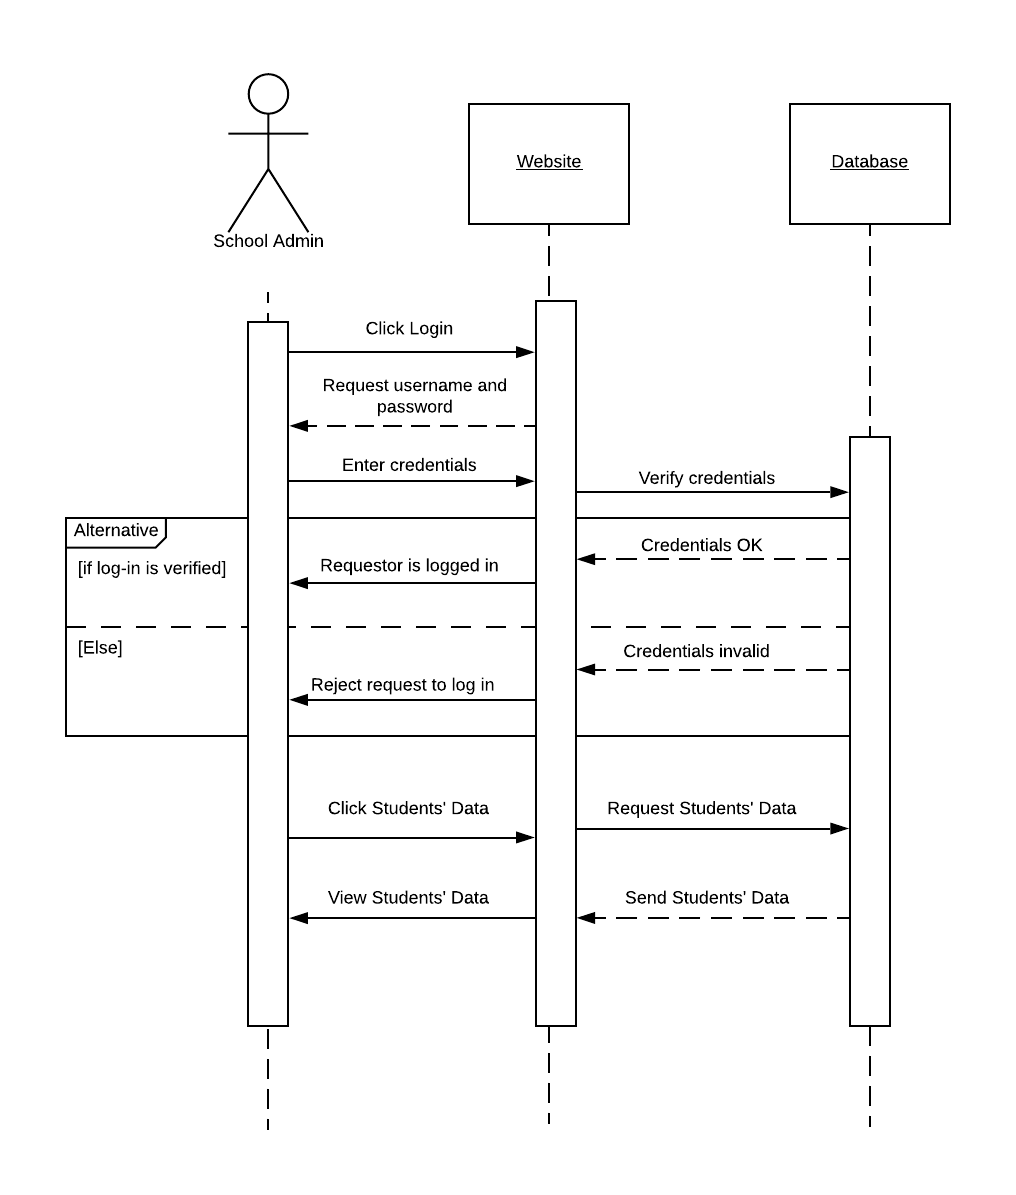 School Admin
Website
Database
Click Login
Request username and
password
Enter credentials
Verify credentials
Alternative
[if log-in is verified]
Credentials OK
Requestor is logged in
[Else]
Credentials invalid
Reject request to log in
Click Students' Data
Request Students' Data
View Students' Data
Send Students' Data